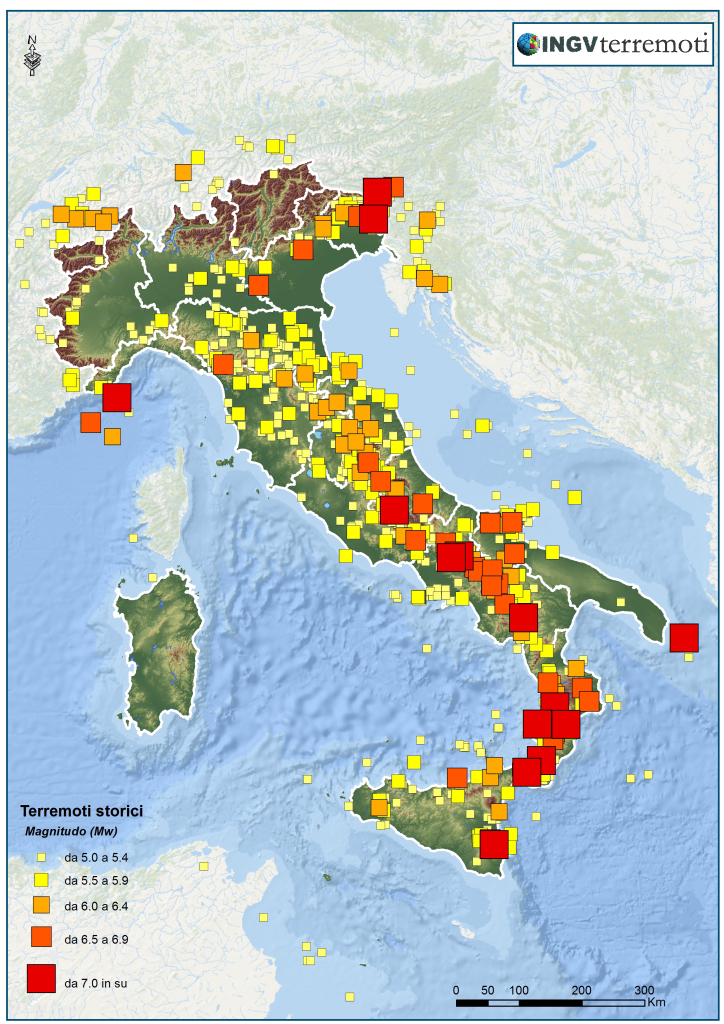 N
INGVterremoti
Terremoti storici
Magnitudo (Mw)
da 5.0 a 5.4
da 5.5 a 5.9
da 6.0 a 6.4
da 6.5 a 6.9
da 7.0 in su
0 50 100 200 300
Km